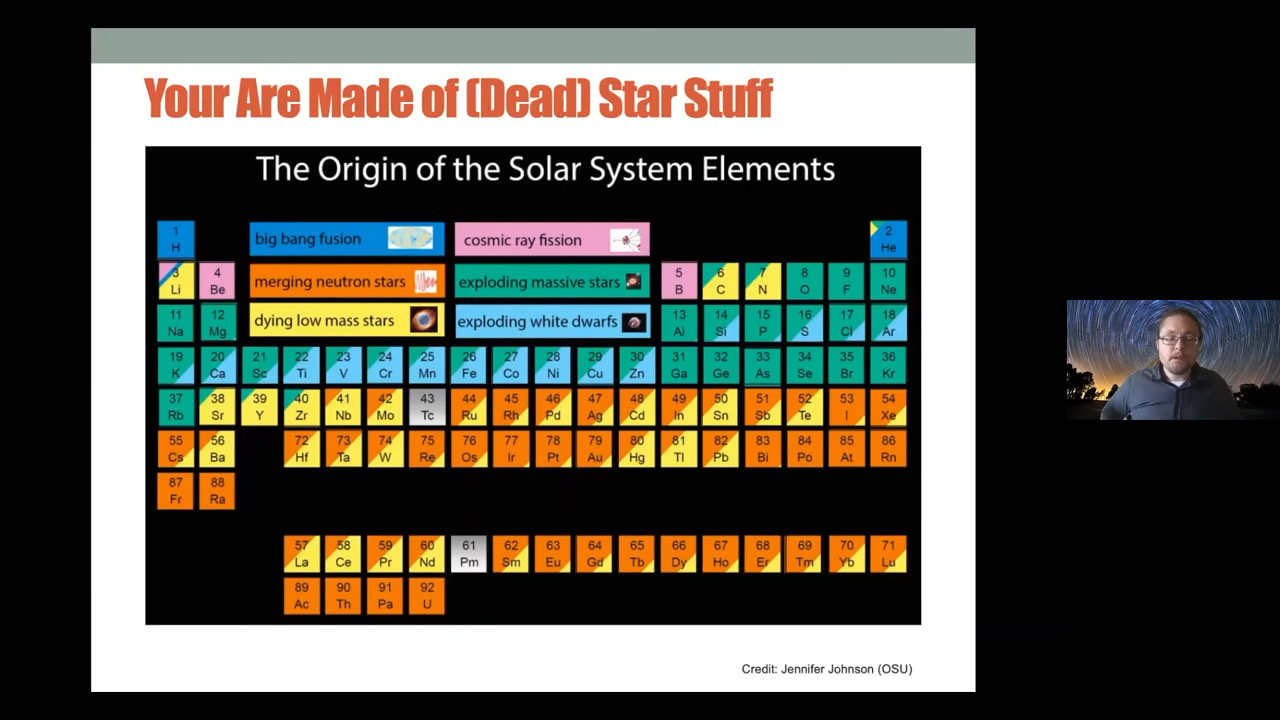 Your Are Made of (Dead) Star Stuff
The Origin of the Solar System Elements
1 2
H big bang fusion cosmic ray fission He
3 4 5 6 7 8 9 10
Li Be merging neutron stars exploding massive stars B C N O F Ne
11 12 13 14 15 16 17 18
Na Mg dying low mass stars exploding white dwarfs Al Si P S Cl Ar
19 20 21 22 23 24 25 26 27 28 29 30 31 32 33 34 35 36
K Ca Sc Ti V Cr Mn Fe Co Ni Cu Zn Ga Ge As Se Br Kr
37 38 39 40 41 42 43 44 45 46 47 48 49 50 51 52 53 54
Rb Sr Y Zr Nb Mo Tc Ru Rh Pd Ag Cd In Sn Sb Te I Xe
55 56 72 73 74 75 76 77 78 79 80 81 82 83 84 85 86
Cs Ba Hf Ta W Re Os Ir Pt Au Hg Tl Pb Bi Po At Rn
87 88
Fr Ra
57 58 59 60 61 62 63 64 65 66 67 68 69 70 71
La Ce Pr Nd Pm Sm Eu Gd Tb Dy Ho Er Tm Yb Lu
89 90 91 92
Ac Th Pa U
Credit: Jennifer Johnson (OSU)